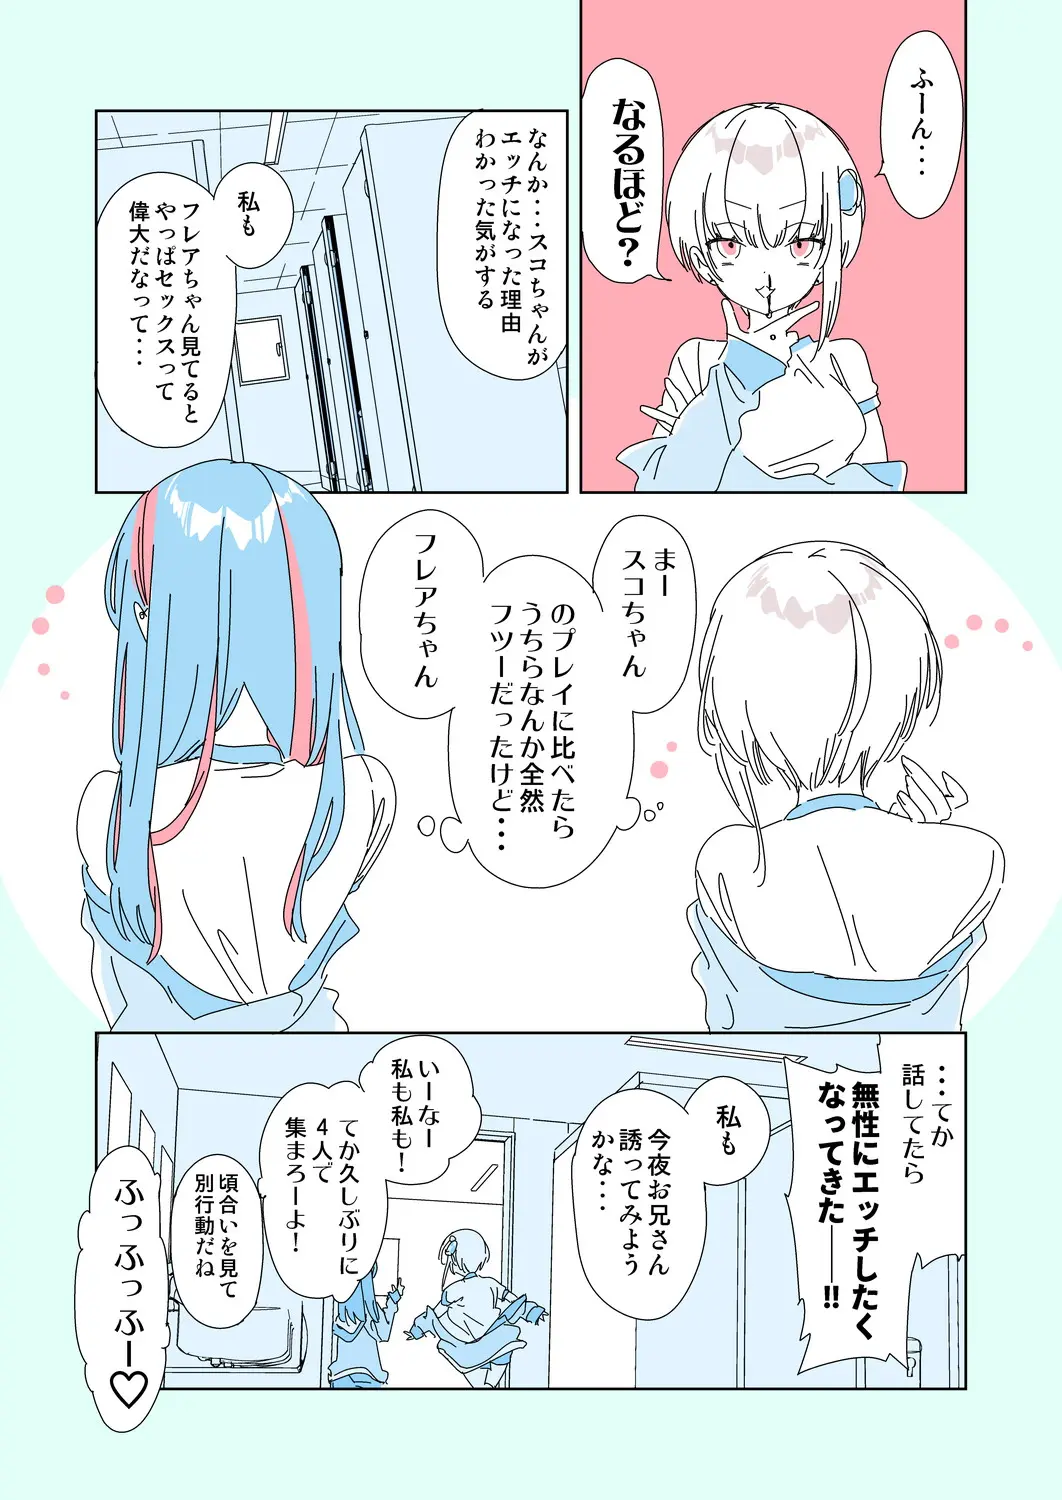 ふーん・・・
なるほど？
なんか・・・スコちゃんが
エッチになった理由
わかった気がする
私も
フレアちゃん見てると
やっぱセックスって
偉大だなって・・・・
まー
スコちゃん
のプレイに比べたら
うちらなんか全然
フツーだったけど・・・
フレアちゃん
・・・てか
話してたら
無性にエッチしたく
なってきた――!!
私も
今夜お兄さん
誘ってみよう
かな・・・
いーなー
私も私も！
てか久しぶりに
4人で
集まろーよ！
頃合いを見て
別行動だね
ふっふっふー♡